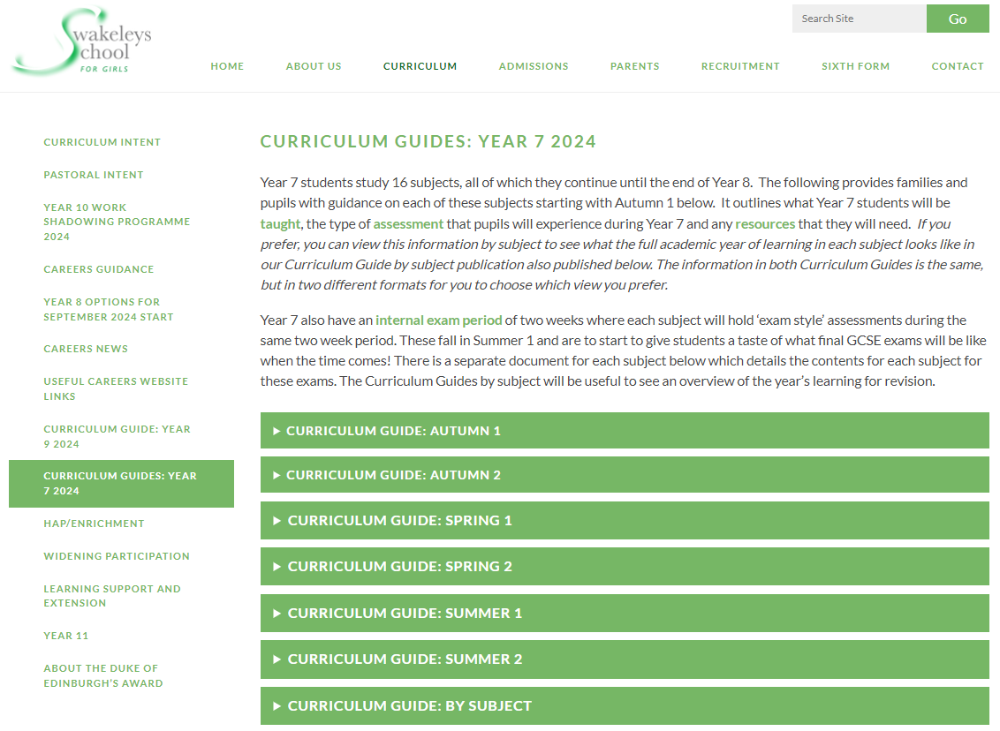 Swakeleys
School
FOR GIRLS
Search Site
Go
HOME
ABOUT US
CURRICULUM
ADMISSIONS
PARENTS
RECRUITMENT
SIXTH FORM
CONTACT
CURRICULUM INTENT
PASTORAL INTENT
YEAR 10 WORK
SHADOWING PROGRAMME
2024
CAREERS GUIDANCE
YEAR 8 OPTIONS FOR
SEPTEMBER 2024 START
CAREERS NEWS
USEFUL CAREERS WEBSITE
LINKS
CURRICULUM GUIDE: YEAR
9 2024
CURRICULUM GUIDES: YEAR
7 2024
HAP/ENRICHMENT
WIDENING PARTICIPATION
LEARNING SUPPORT AND
EXTENSION
YEAR 11
ABOUT THE DUKE OF
EDINBURGH'S AWARD
CURRICULUM GUIDES: YEAR 7 2024
Year 7 students study 16 subjects, all of which they continue until the end of Year 8. The following provides families and
pupils with guidance on each of these subjects starting with Autumn 1 below. It outlines what Year 7 students will be
taught, the type of assessment that pupils will experience during Year 7 and any resources that they will need. If you
prefer, you can view this information by subject to see what the full academic year of learning in each subject looks like in
our Curriculum Guide by subject publication also published below. The information in both Curriculum Guides is the same,
but in two different formats for you to choose which view you prefer.
Year 7 also have an internal exam period of two weeks where each subject will hold ‘exam style’ assessments during the
same two week period. These fall in Summer 1 and are to start to give students a taste of what final GCSE exams will be like
when the time comes! There is a separate document for each subject below which details the contents for each subject for
these exams. The Curriculum Guides by subject will be useful to see an overview of the year’s learning for revision.
CURRICULUM GUIDE: AUTUMN 1
CURRICULUM GUIDE: AUTUMN 2
CURRICULUM GUIDE: SPRING 1
CURRICULUM GUIDE: SPRING 2
CURRICULUM GUIDE: SUMMER 1
CURRICULUM GUIDE: SUMMER 2
CURRICULUM GUIDE: BY SUBJECT